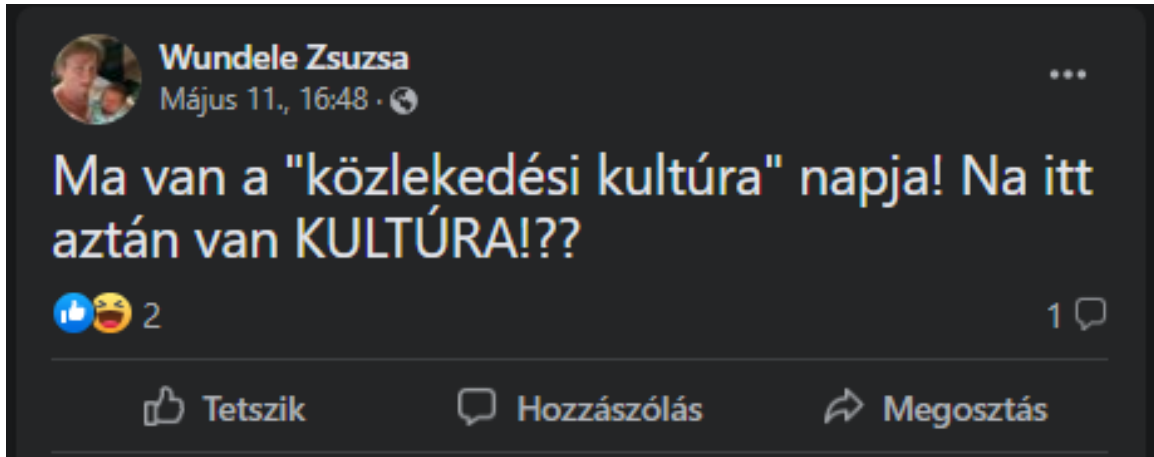 Wundele Zsuzsa
Május 11., 16:48 ·
Ma van a "közlekedési kultúra" napja! Na itt
aztán van KULTÚRA!??
2
1
Tetszik
Hozzászólás
Megosztás